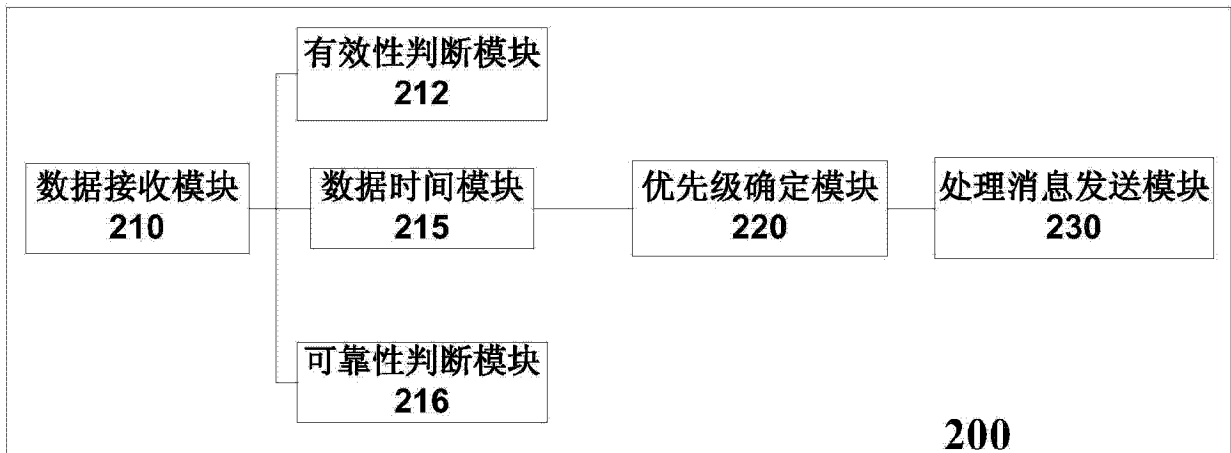 有效性判断模块
212
数据接收模块
210
数据时间模块
215
优先级确定模块
220
处理消息发送模块
230
可靠性判断模块
216
200